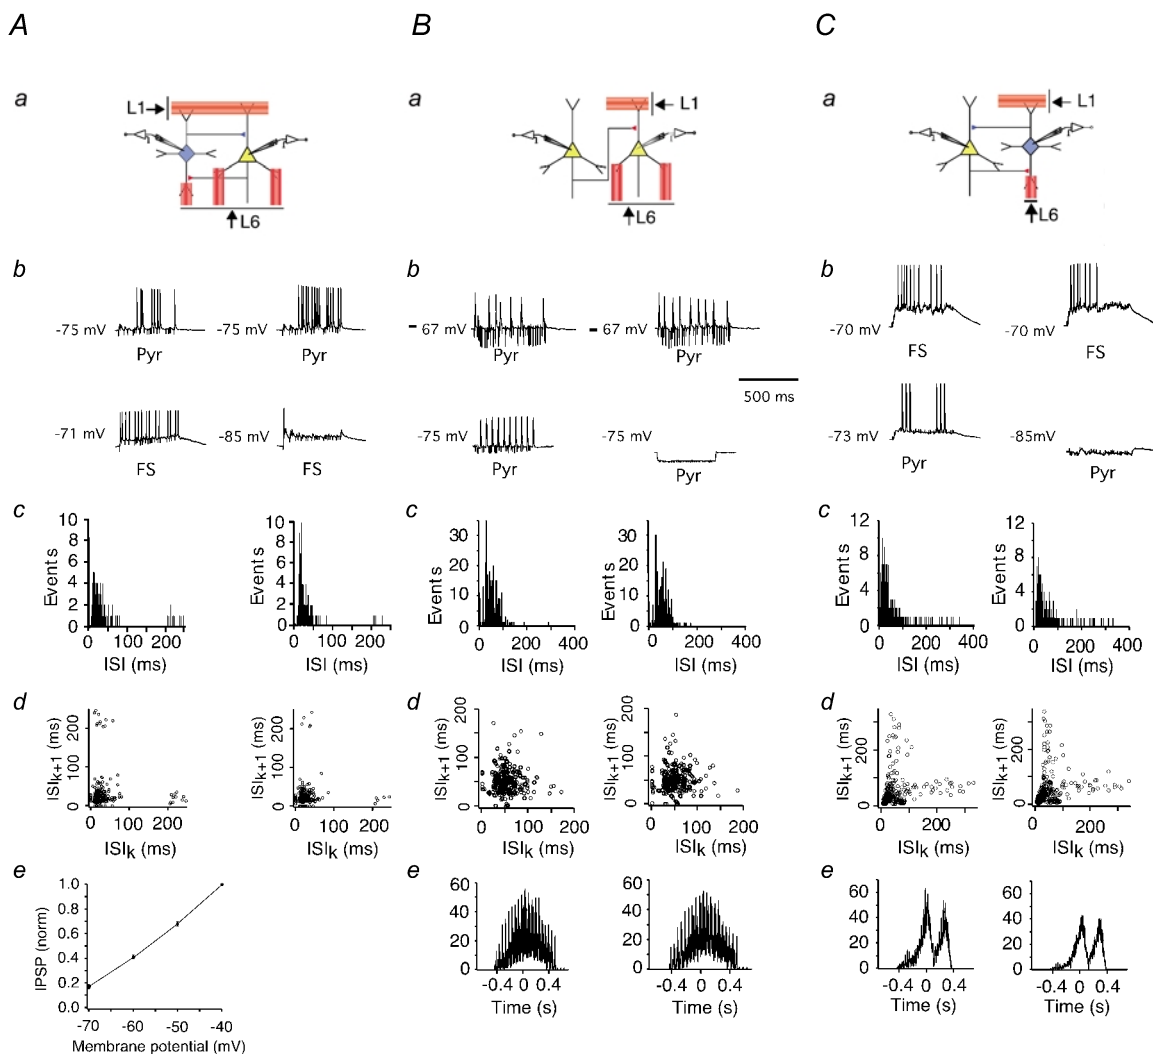 A B C
a a a
L1 L1 L1
L6 L6 L6
b b b
-75 mV -75 mV - 67 mV - 67 mV -70 mV -70 mV
Pyr Pyr Pyr Pyr FS FS
500 ms
-71 mV -85 mV -75 mV -75 mV -73 mV -85mV
FS FS Pyr Pyr Pyr Pyr
c c c
10 10 30 30 12 12
8 8 20 20 8 8
6 6 10 10 4 4
4 4 0 0 0 0
2 2
0 0
Events Events Events Events
0 100 200 0 100 200 0 200 400 0 200 400 0 200 400 0 200 400
ISI (ms) ISI (ms) ISI (ms) ISI (ms) ISI (ms) ISI (ms)
d d d
ISIk+1 (ms) ISIk+1 (ms) ISIk+1 (ms) ISIk+1 (ms) ISIk+1 (ms) ISIk+1 (ms)
200 200 200 200 200 200
100 100 100 100
0 0 0 0 0 0
0 100 200 0 100 200 0 100 200 0 100 200 0 200 0 200
ISIk (ms) ISIk (ms) ISIk (ms) ISIk (ms) ISIk (ms) ISIk (ms)
e e e
IPSP (norm)
1.0 60 60 60 60
0.8 40 40 40 40
0.6 20 20 20 20
0.4 0 0 0 0
0.2
0.0
-0.4 0 0.4 -0.4 0 0.4 -0.4 0 0.4 -0.4 0 0.4
Time (s) Time (s) Time (s) Time (s)
-70 -60 -50 -40
Membrane potential (mV)